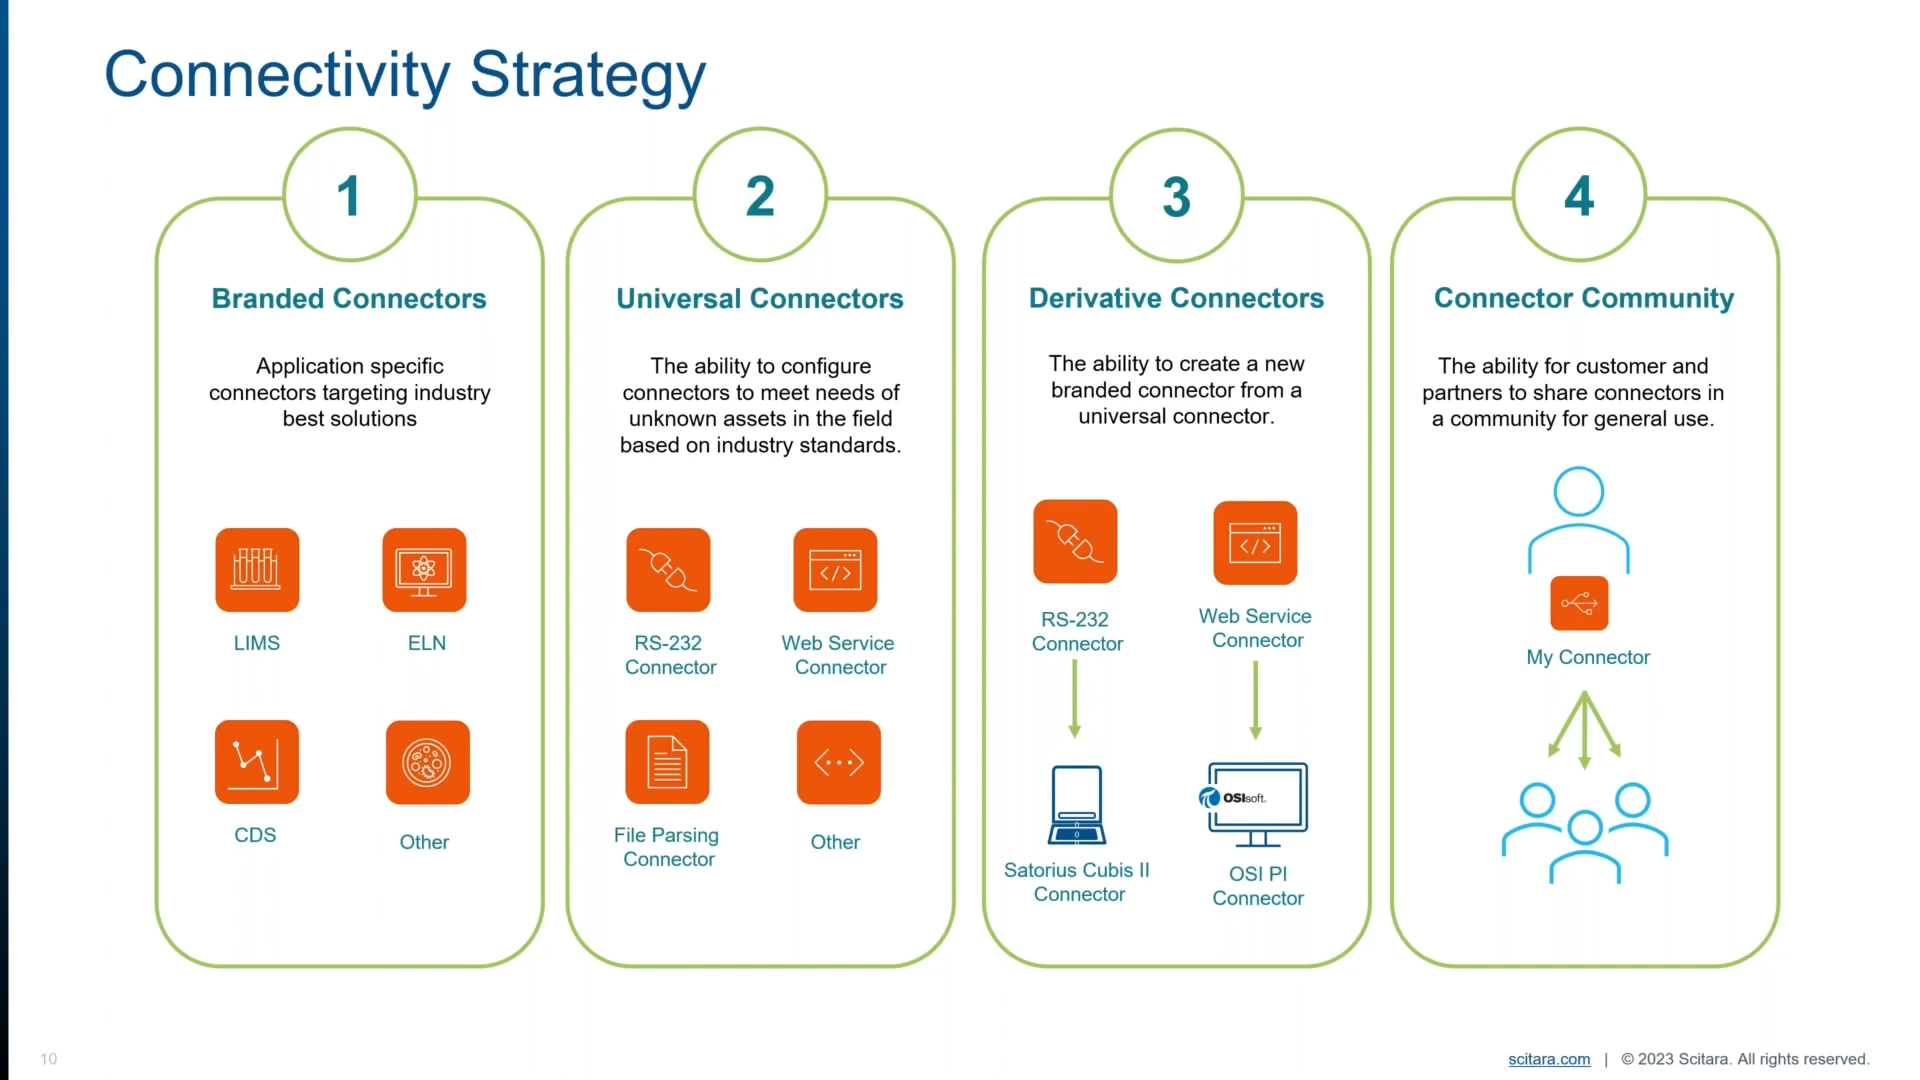 Connectivity Strategy
1
Branded Connectors
Application specific
connectors targeting industry
best solutions
LIMS
ELN
CDS
Other
2
Universal Connectors
The ability to configure
connectors to meet needs of
unknown assets in the field
based on industry standards.
RS-232
Connector
Web Service
Connector
File Parsing
Connector
Other
3
Derivative Connectors
The ability to create a new
branded connector from a
universal connector.
RS-232
Connector
Web Service
Connector
0
OSIsoft.
Satorius Cubis II
Connector
OSI PI
Connector
4
Connector Community
The ability for customer and
partners to share connectors in
a community for general use.
My Connector
10
scitara.com | © 2023 Scitara. All rights reserved.